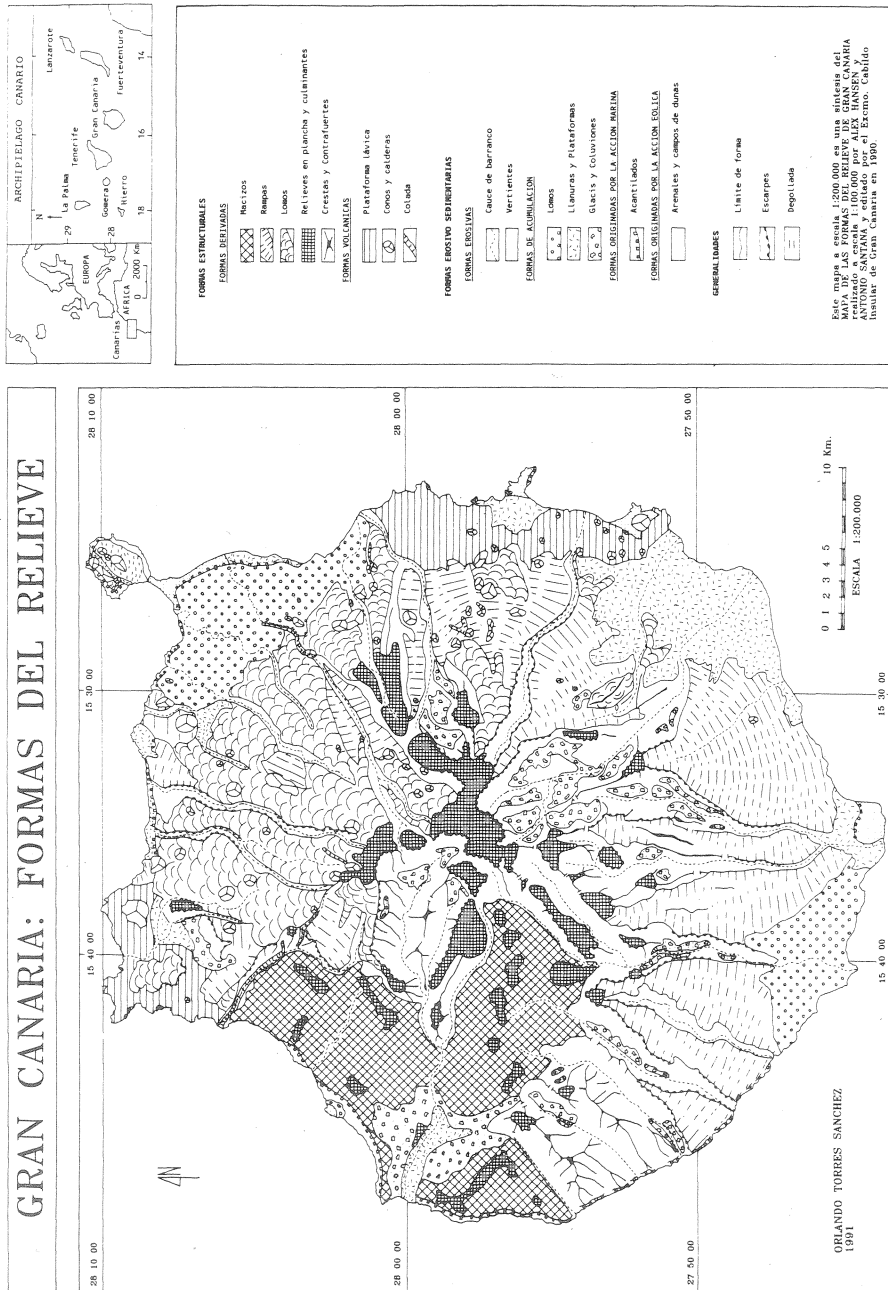 GRAN CANARIA: FORMAS DEL RELIEVE
28 10 00
28 00 00
27 50 00
15 30 00
15 40 00
28 10 00
28 00 00
27 50 00
15 30 00
15 40 00
N
0 1 2 3 4 5 10 Km.
ESCALA 1:200.000
ORLANDO TORRES SANCHEZ
1991
ARCHIPIELAGO CANARIO
EUROPA
AFRICA
Canarias
0 2000 Km
N
29
28
18
16
14
La Palma
Tenerife
Gomera
Hierro
Gran Canaria
Lanzarote
Fuerteventura
FORMAS ESTRUCTURALES
FORMAS DERIVADAS
Macizos
Rampas
Lomos
Relieves en plancha y culminantes
Crestas y Contrafuertes
FORMAS VOLCANICAS
Plataforma lávica
Conos y calderas
Colada
FORMAS EROSIVO SEDIMENTARIAS
FORMAS EROSIVAS
Cauce de barranco
Vertientes
FORMAS DE ACUMULACION
Lomos
Llanuras y Plataformas
Glacis y Coluviones
FORMAS ORIGINADAS POR LA ACCION MARINA
Acantilados
FORMAS ORIGINADAS POR LA ACCION EOLICA
Arenales y campos de dunas
GENERALIDADES
Límite de forma
Escarpes
Degollada
Este mapa a escala 1:200.000 es una síntesis del
MAPA DE LAS FORMAS DEL RELIEVE DE GRAN CANARIA
realizado a escala 1:100.000 por ALEX HANSEN y
ANTONIO SANTANA y editado por el Excmo. Cabildo
Insular de Gran Canaria en 1990.